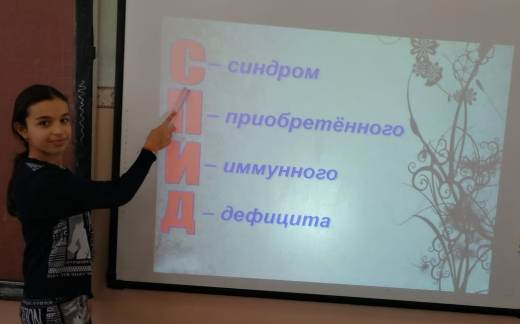 С – синдром
П – приобретённого
И – иммунного
Д – дефицита